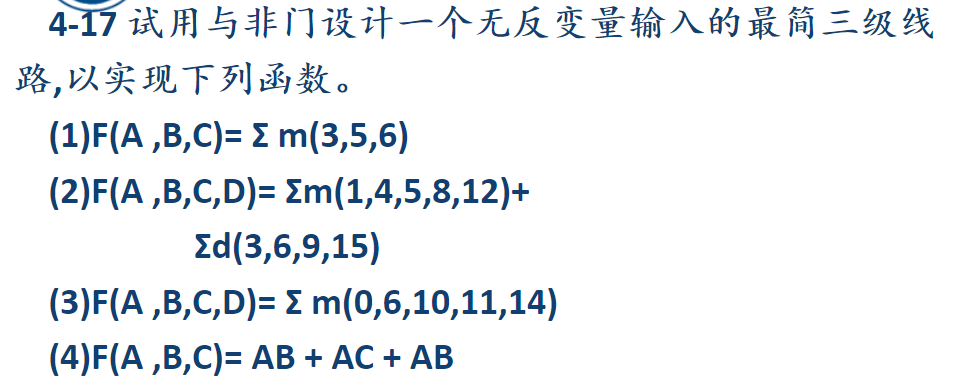 4-17 试用与非门设计一个无反变量输入的最简三级线
路,以实现下列函数。
(1)F(A ,B,C)= Σ m(3,5,6)
(2)F(A ,B,C,D)= Σm(1,4,5,8,12)+
Σd(3,6,9,15)
(3)F(A ,B,C,D)= Σ m(0,6,10,11,14)
(4)F(A ,B,C)= AB + AC + AB